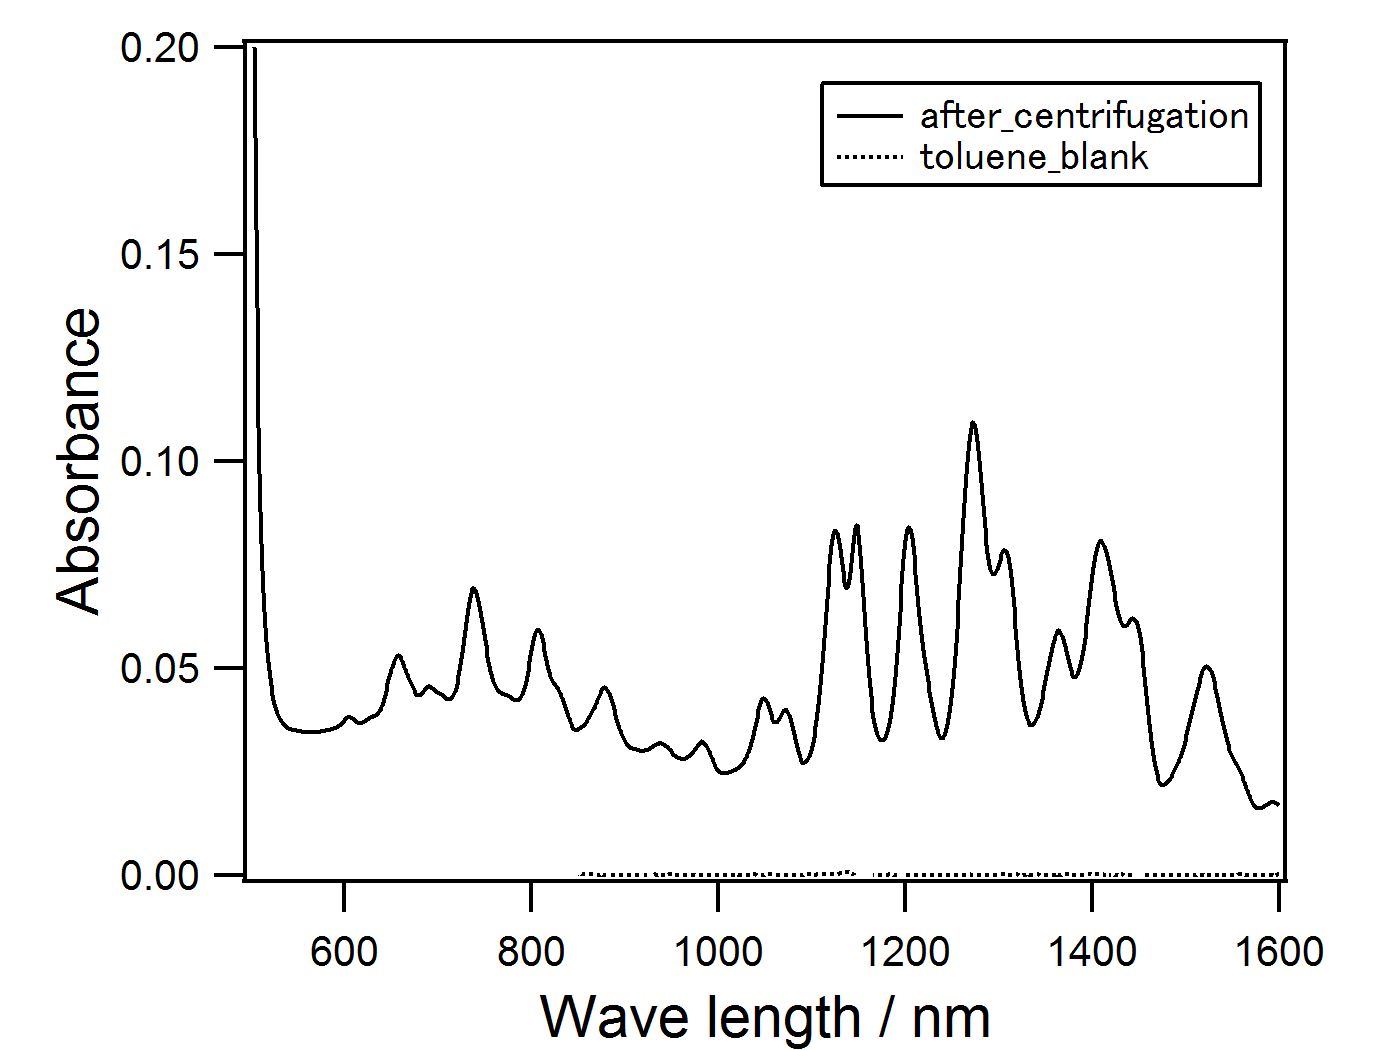 0.20
0.15
0.10
0.05
0.00
Absorbance
after_centrifugation
toluene_blank
600 800 1000 1200 1400 1600
Wave length / nm